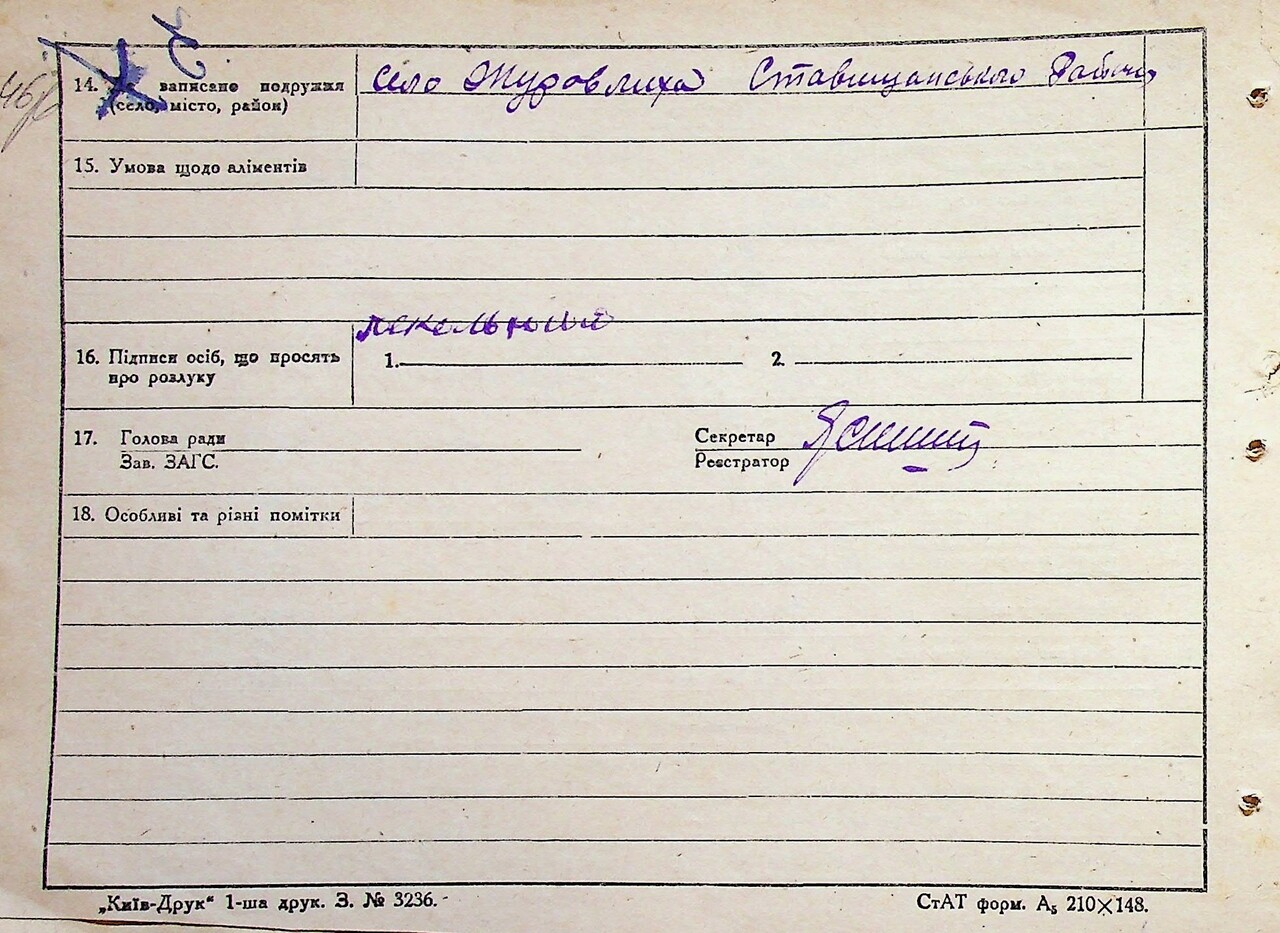 14. записане подружжя
(село, місто, район)
село Журавлиха Ставищанського Району
15. Умова щодо аліментів
16. Підписи осіб, що просять
про розлуку
1.
2.
17. Голова ради
Зав. ЗАГС.
Секретар
Реєстратор
18. Особливі та різні помітки
„Київ-Друк“ 1-ша друк. З. № 3236.
СтАТ форм. А₅ 210×148.